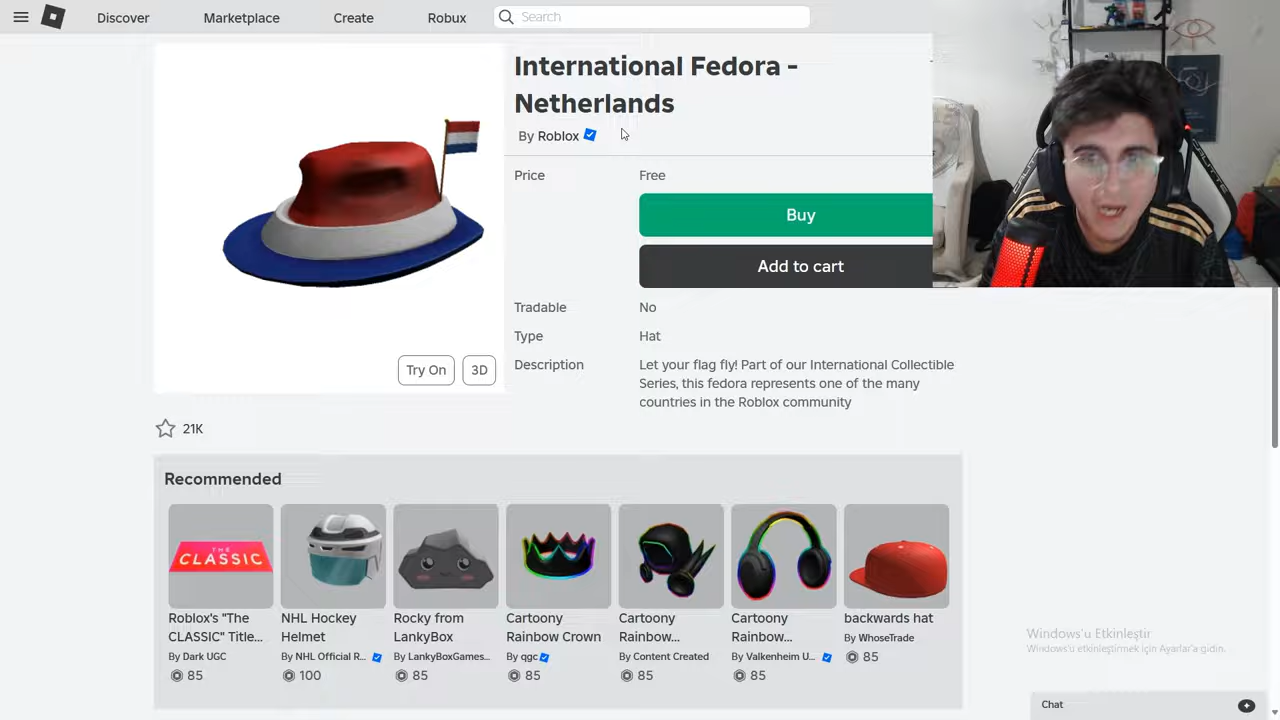 Discover
Marketplace
Create
Robux
Search
International Fedora -
Netherlands
By Roblox
Price
Free
Buy
Add to cart
Tradable
No
Type
Hat
Description
Let your flag fly! Part of our International Collectible
Series, this fedora represents one of the many
countries in the Roblox community
Try On
3D
21K
Recommended
THE
CLASSIC
Roblox's "The
CLASSIC" Title...
By Dark UGC
85
NHL Hockey
Helmet
By NHL Official R...
100
Rocky from
LankyBox
By LankyBoxGames...
85
Cartoony
Rainbow Crown
By qgc
85
Cartoony
Rainbow...
By Content Created
85
Cartoony
Rainbow...
By Valkenheim U...
85
backwards hat
By WhoseTrade
85
Windows'u Etkinleştir
Windows'u etkinleştirmek için Ayarlar'a gidin.
Chat